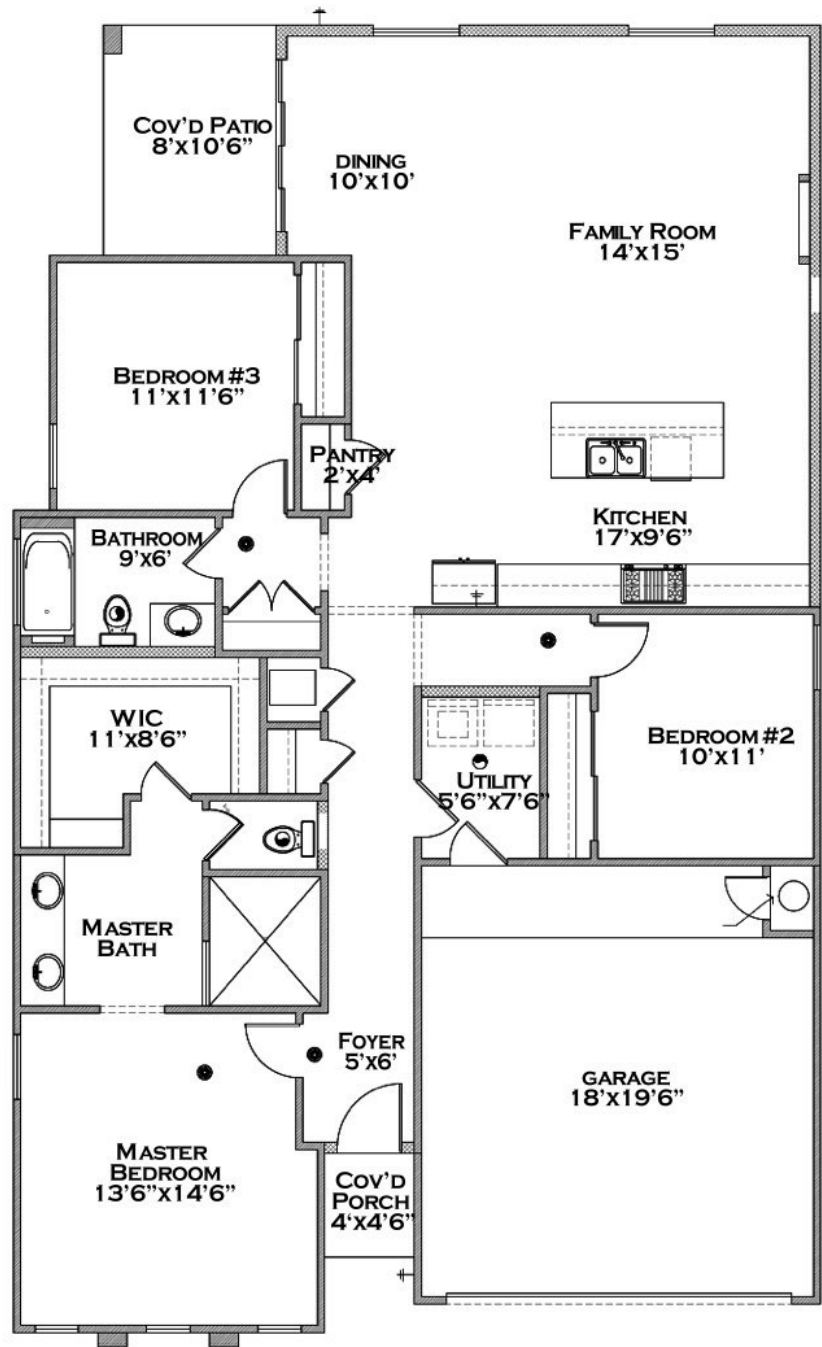 COV'D PATIO
8'X10'6"
DINING
10'X10'
FAMILY ROOM
14'X15'
BEDROOM #3
11'X11'6"
PANTRY
2'X4'
KITCHEN
17'X9'6"
BATHROOM
9'X6'
WIC
11'X8'6"
BEDROOM #2
10'X11'
UTILITY
5'6"X7'6"
MASTER
BATH
FOYER
5'X6'
GARAGE
18'X19'6"
MASTER
BEDROOM
13'6"X14'6"
COV'D
PORCH
4'X4'6"